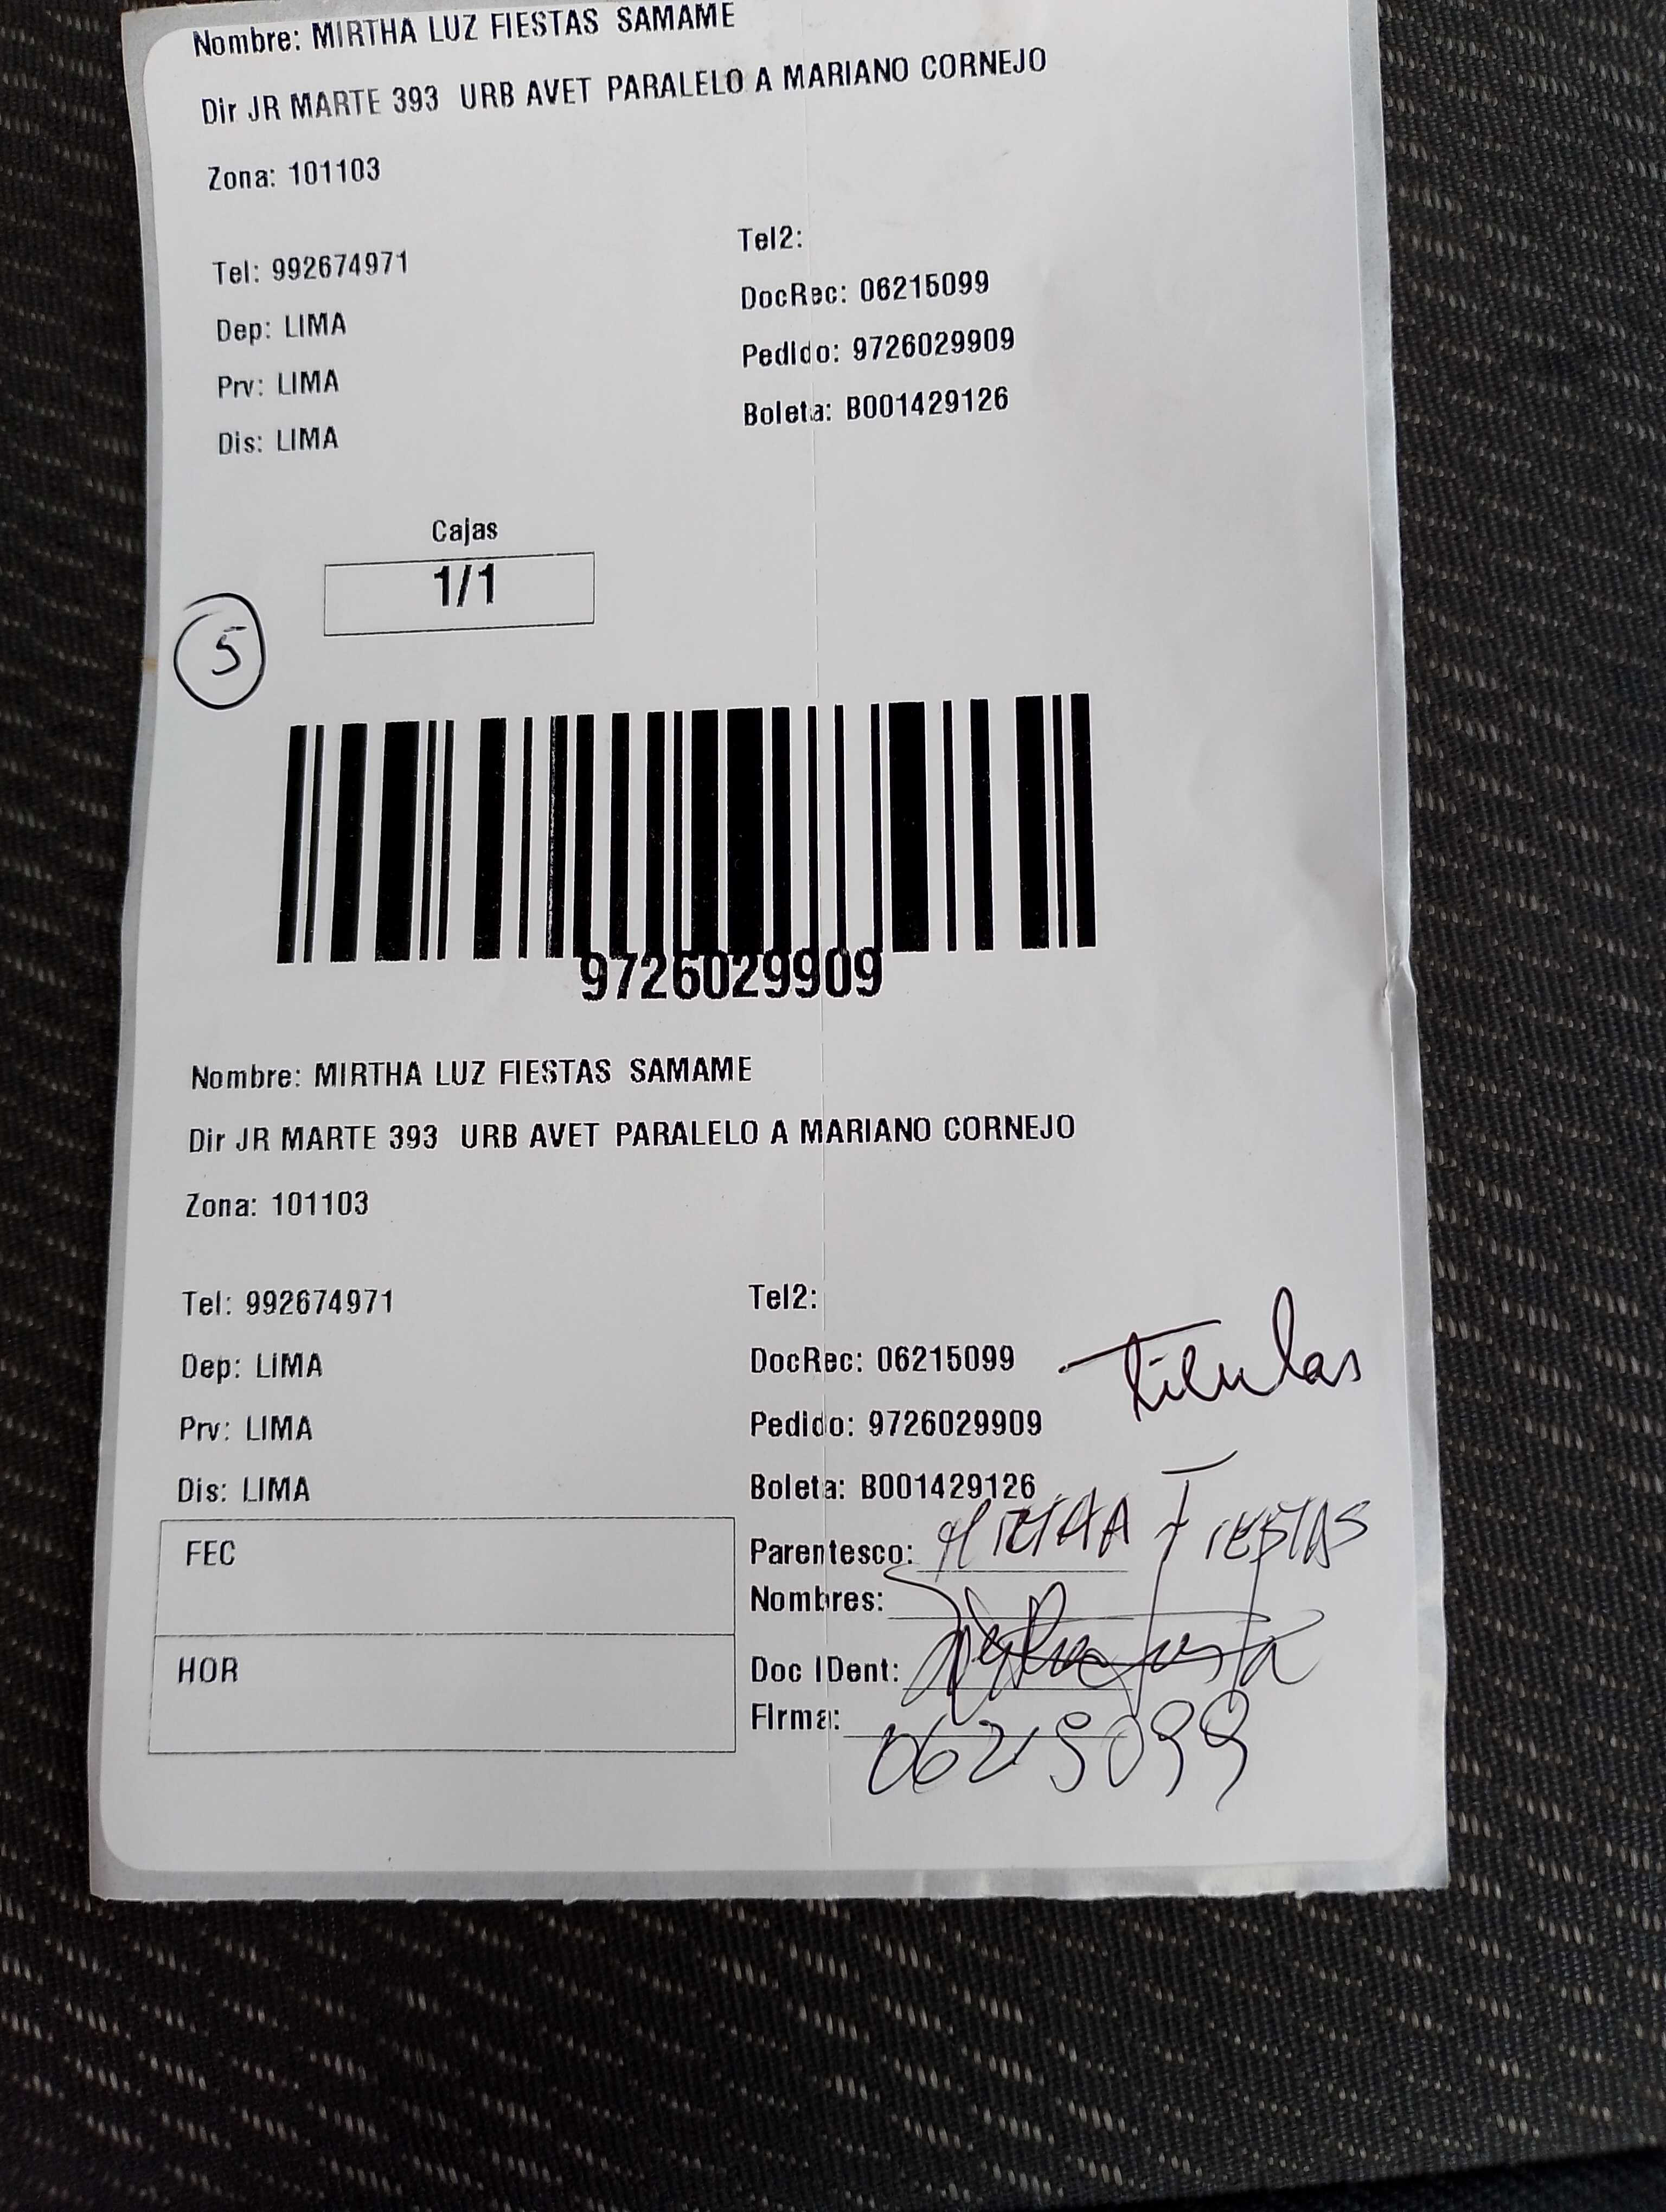 Nombre: MIRTHA LUZ FIESTAS SAMAME
Dir JR MARTE 393 URB AVET PARALELO A MARIANO CORNEJO
Zona: 101103
Tel: 992674971
Tel2:
DocRec: 06215099
Dep: LIMA
Pedido: 9726029909
Prv: LIMA
Boleta: B001429126
Dis: LIMA
Cajas
1/1
5
9726029909
Nombre: MIRTHA LUZ FIESTAS SAMAME
Dir JR MARTE 393 URB AVET PARALELO A MARIANO CORNEJO
Zona: 101103
Tel: 992674971
Tel2:
Dep: LIMA
DocRec: 06215099
Titular
Prv: LIMA
Pedido: 9726029909
Dis: LIMA
Boleta: B001429126
FEC
Parentesco: MIRTHA FIESTAS
Nombres:
HOR
Doc IDent:
Firma:
06215099